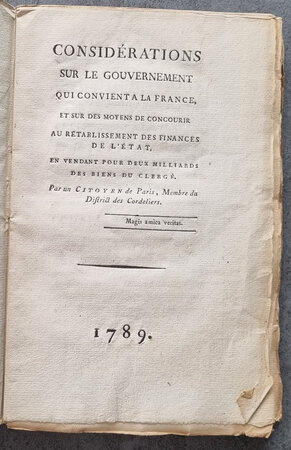 CONSIDÉRATIONS
SUR LE GOUVERNEMENT
QUI CONVIENT A LA FRANCE,
ET SUR DES MOYENS DE CONCOURIR
AU RÉTABLISSEMENT DES FINANCES
DE L'ÉTAT,
EN VENDANT POUR DEUX MILLIARDS
DES BIENS DU CLERGÉ.
Par un CITOYEN de Paris, Membre du
District des Cordeliers.
Magis amica veritas.
1789.